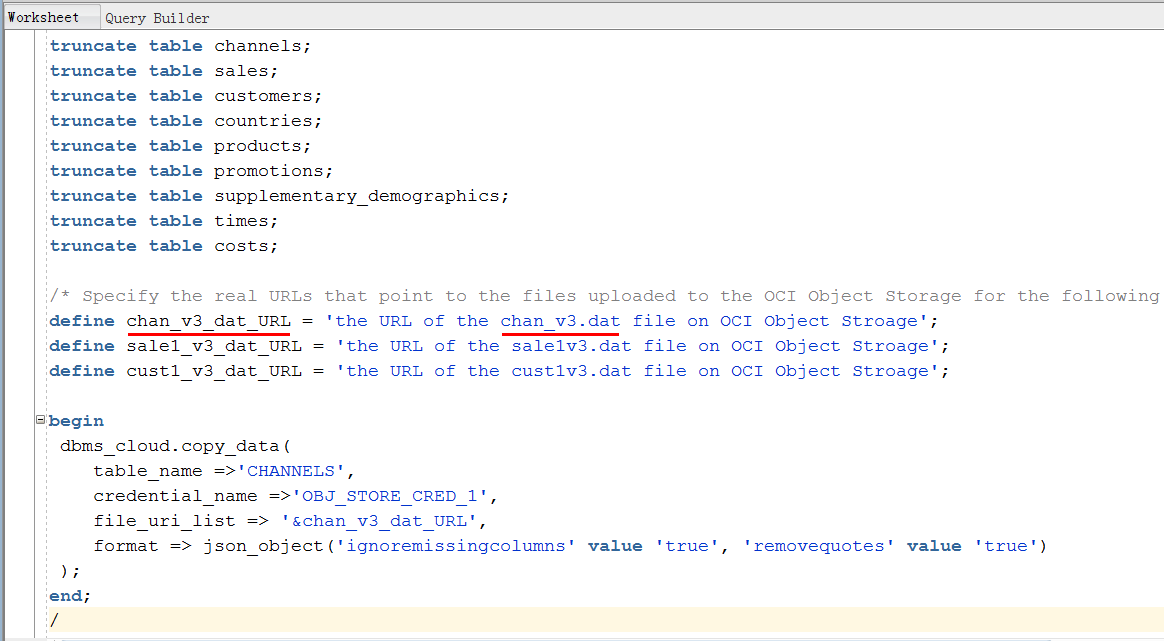 Worksheet Query Builder
truncate table channels;
truncate table sales;
truncate table customers;
truncate table countries;
truncate table products;
truncate table promotions;
truncate table supplementary_demographics;
truncate table times;
truncate table costs;
/* Specify the real URLs that point to the files uploaded to the OCI Object Storage for the following
define chan_v3_dat_URL = 'the URL of the chan_v3.dat file on OCI Object Stroage';
define sale1_v3_dat_URL = 'the URL of the sale1v3.dat file on OCI Object Stroage';
define cust1_v3_dat_URL = 'the URL of the cust1v3.dat file on OCI Object Stroage';
begin
dbms_cloud.copy_data(
table_name =>'CHANNELS',
credential_name =>'OBJ_STORE_CRED_1',
file_uri_list => '&chan_v3_dat_URL',
format => json_object('ignoremissingcolumns' value 'true', 'removequotes' value 'true')
);
end;
/